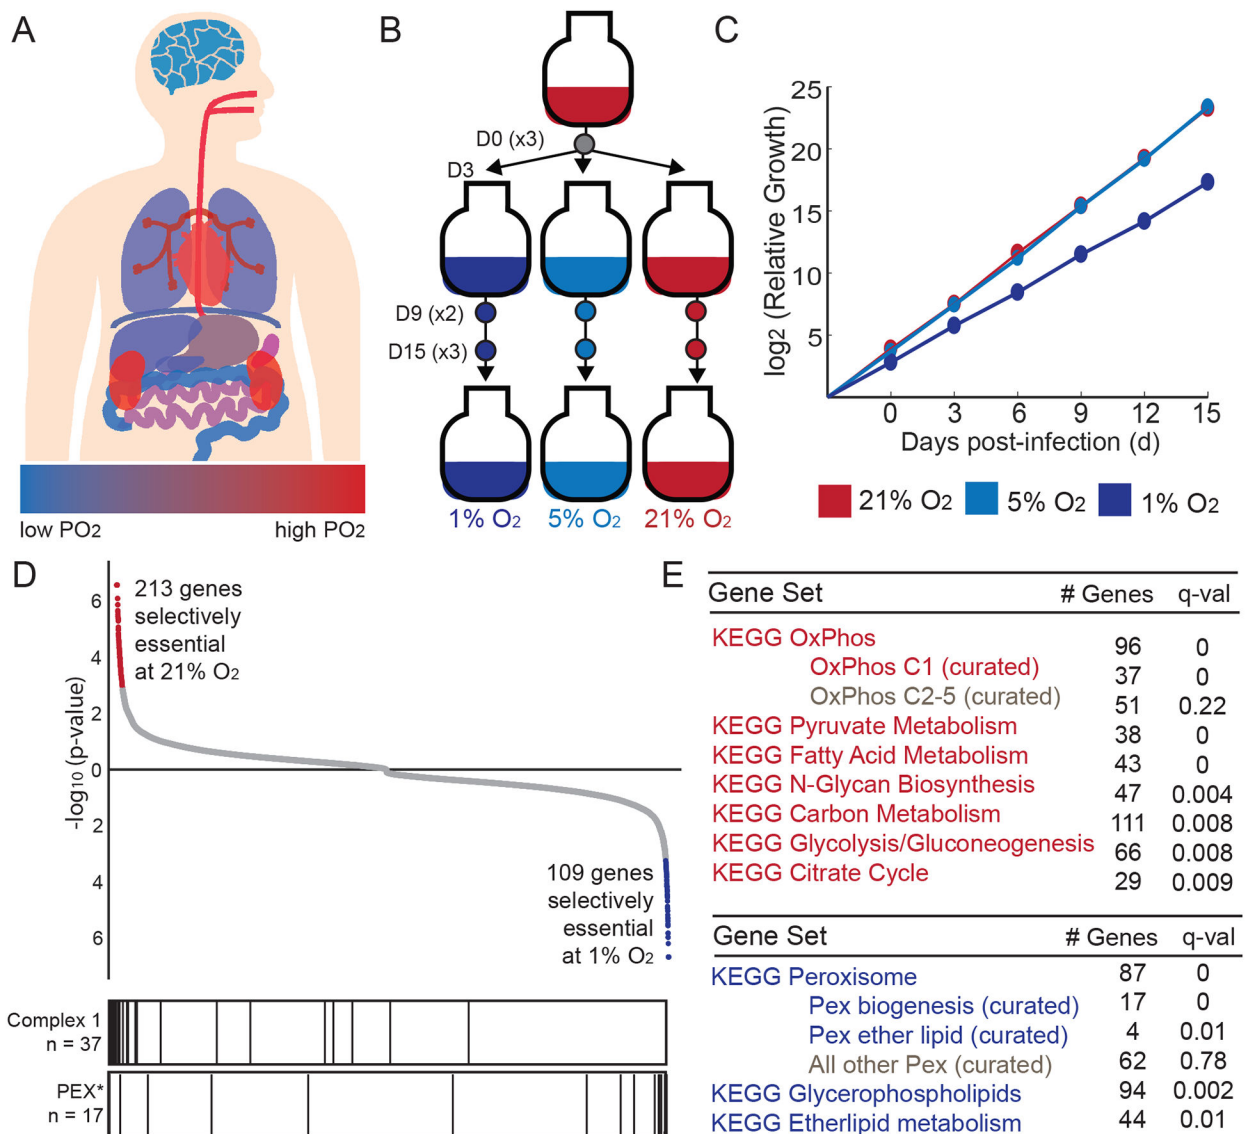 A
low PO2
high PO2
B
D0 (x3)
D3
D9 (x2)
D15 (x3)
1% O2
5% O2
21% O2
C
log2 (Relative Growth)
25
20
15
10
5
0 3 6 9 12 15
Days post-infection (d)
21% O2
5% O2
1% O2
D
-log10 (p-value)
6
4
2
0
2
4
6
213 genes
selectively
essential
at 21% O2
109 genes
selectively
essential
at 1% O2
Complex 1
n = 37
PEX*
n = 17
E
Gene Set # Genes q-val
KEGG OxPhos 96 0
OxPhos C1 (curated) 37 0
OxPhos C2-5 (curated) 51 0.22
KEGG Pyruvate Metabolism 38 0
KEGG Fatty Acid Metabolism 43 0
KEGG N-Glycan Biosynthesis 47 0.004
KEGG Carbon Metabolism 111 0.008
KEGG Glycolysis/Gluconeogenesis 66 0.008
KEGG Citrate Cycle 29 0.009
Gene Set # Genes q-val
KEGG Peroxisome 87 0
Pex biogenesis (curated) 17 0
Pex ether lipid (curated) 4 0.01
All other Pex (curated) 62 0.78
KEGG Glycerophospholipids 94 0.002
KEGG Etherlipid metabolism 44 0.01